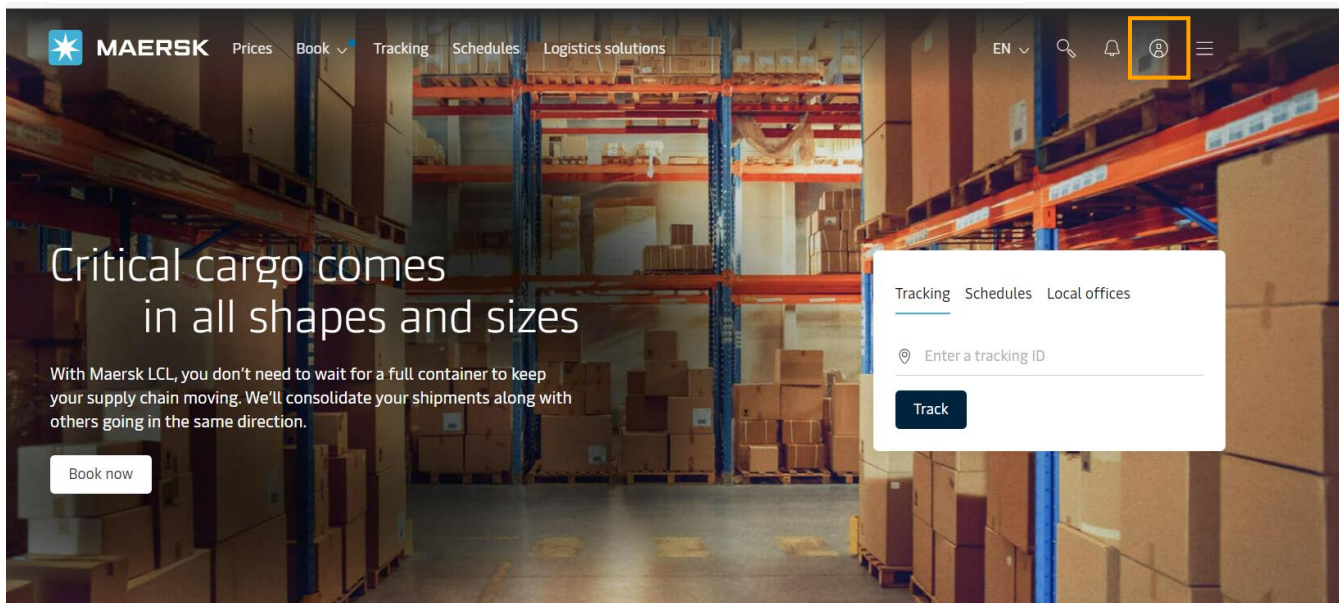 MAERSK Prices Book Tracking Schedules Logistics solutions EN
Critical cargo comes
in all shapes and sizes
With Maersk LCL, you don't need to wait for a full container to keep
your supply chain moving. We'll consolidate your shipments along with
others going in the same direction.
Book now
Tracking Schedules Local offices
Enter a tracking ID
Track